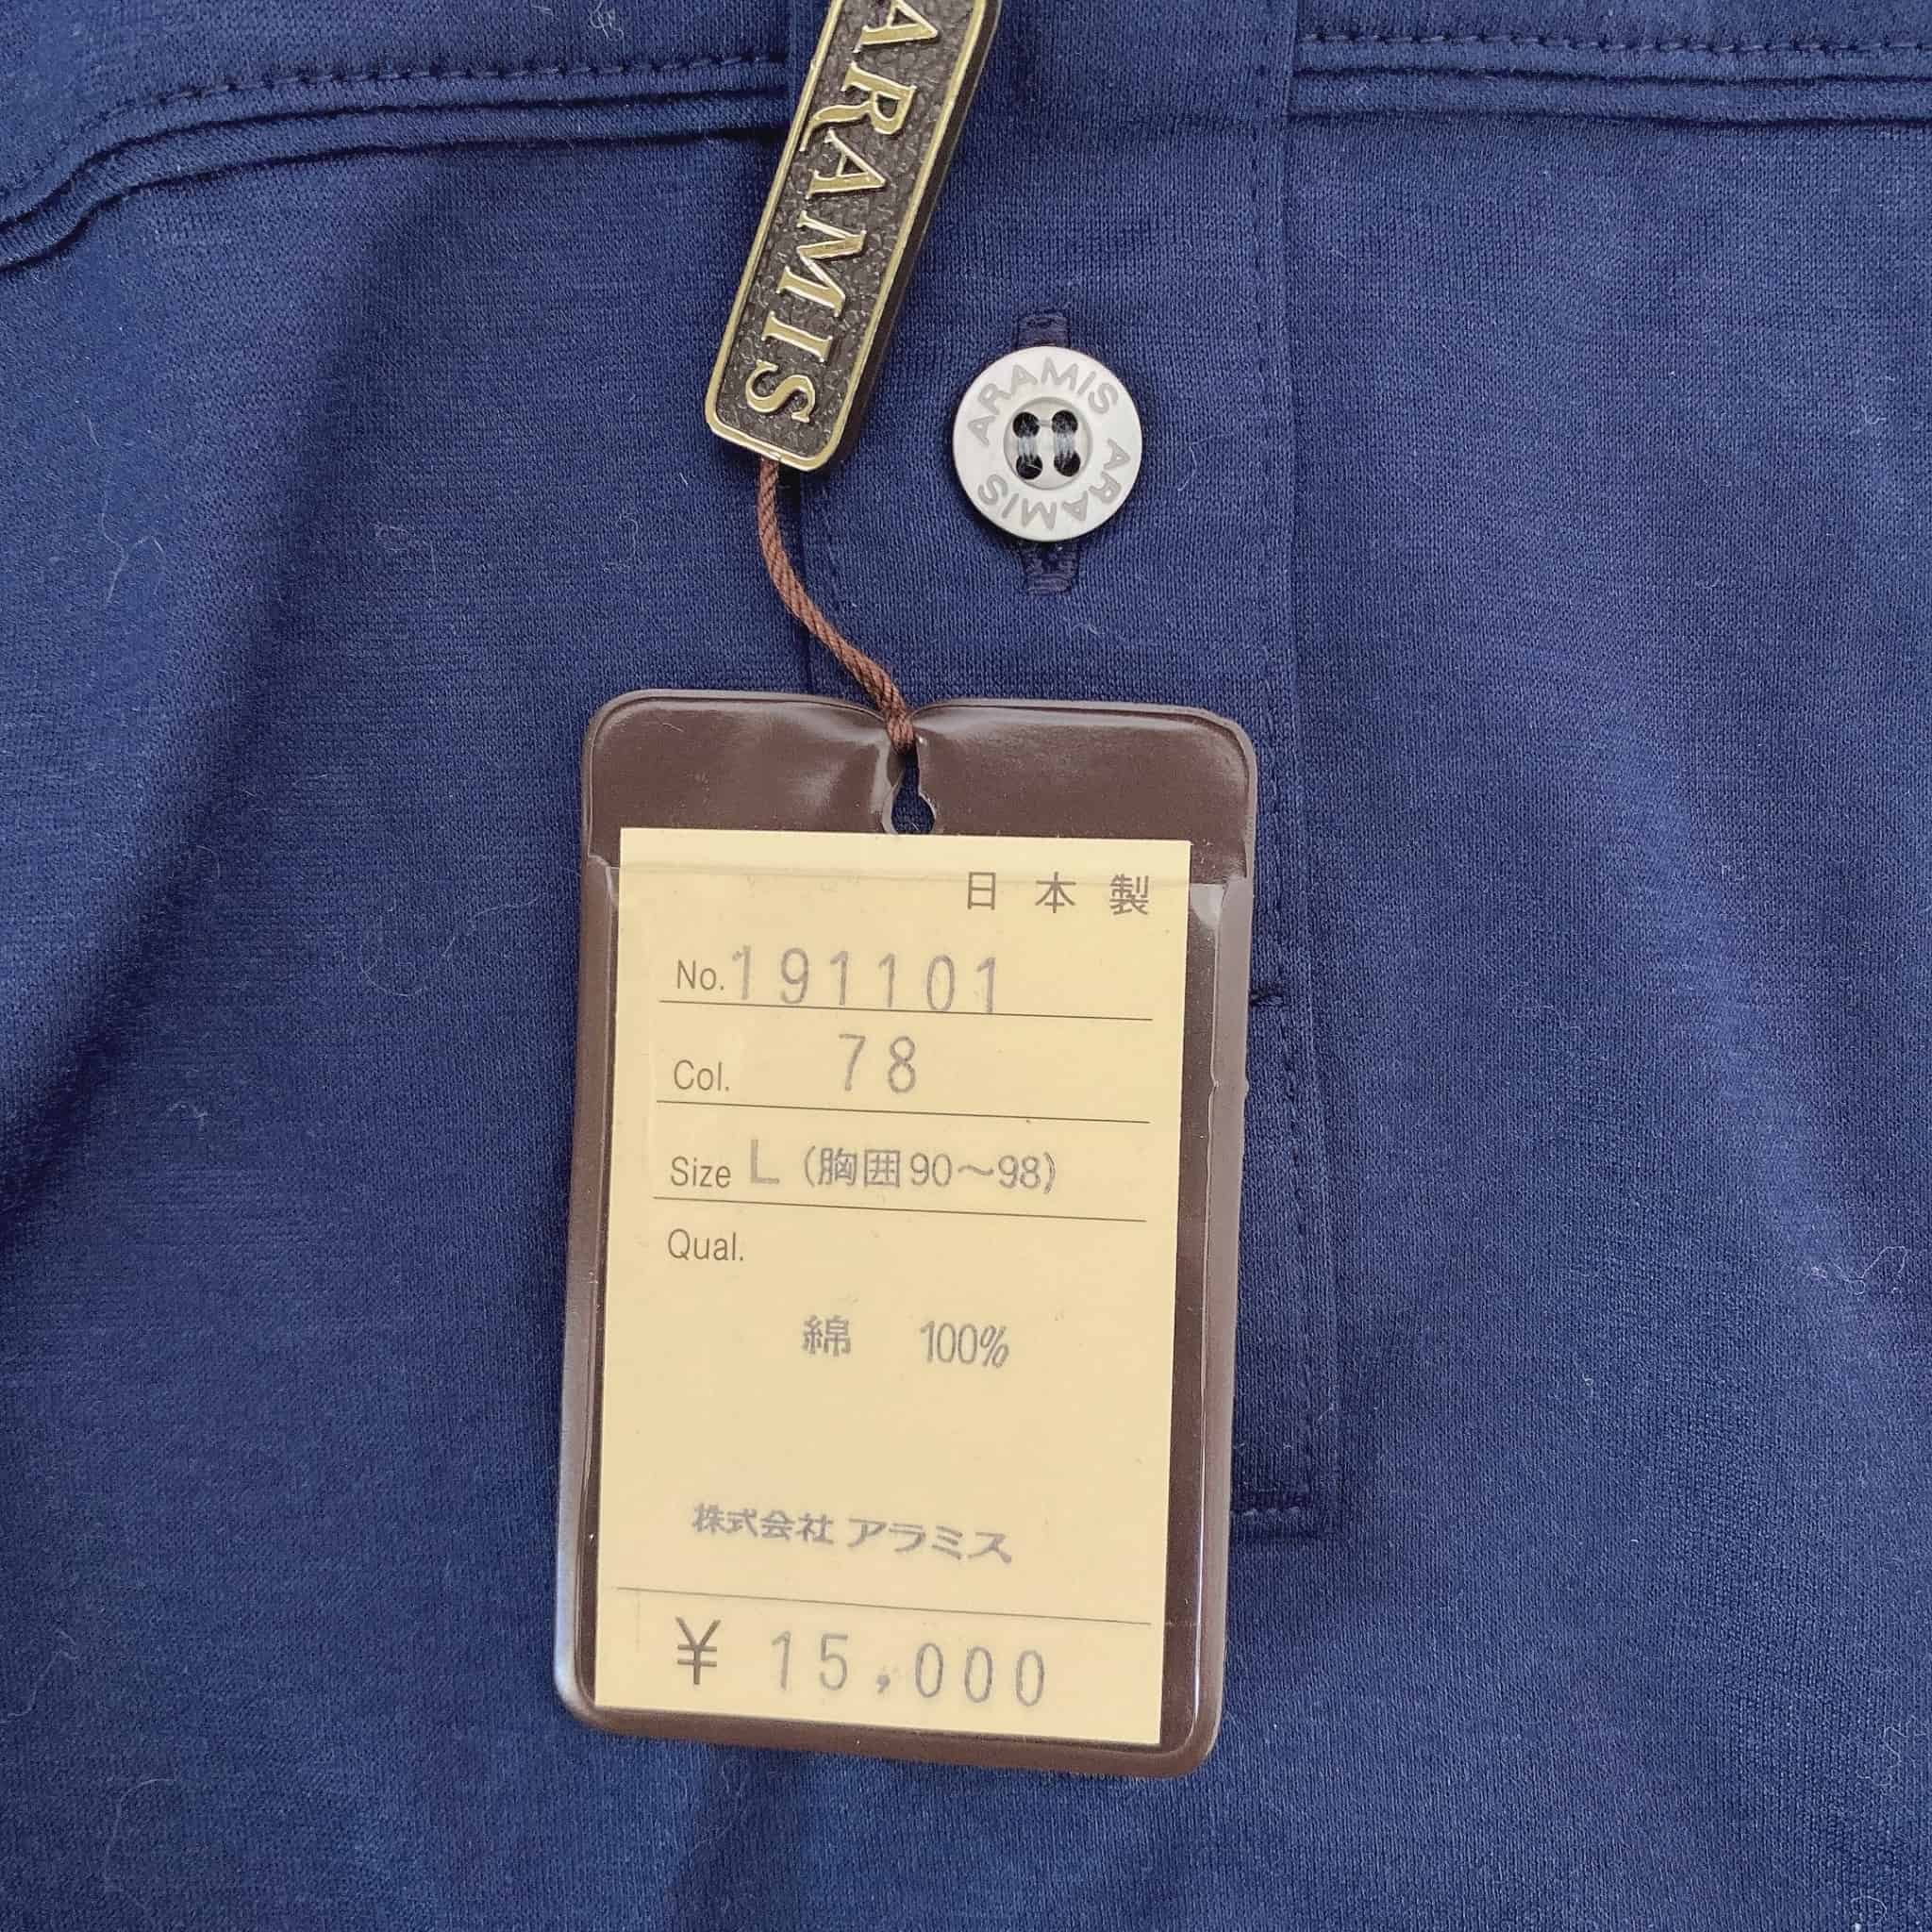 ARAMIS
ARAMIS ARAMIS
日本製
No.191101
Col. 78
Size L (胸囲90～98)
Qual.
綿 100%
株式会社アラミス
¥ 15,000